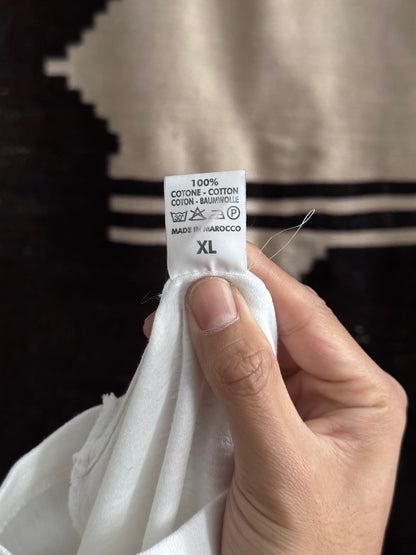 100%
COTONE - COTTON
COTON - BAUMWOLLE
P
MADE IN MAROCCO
XL